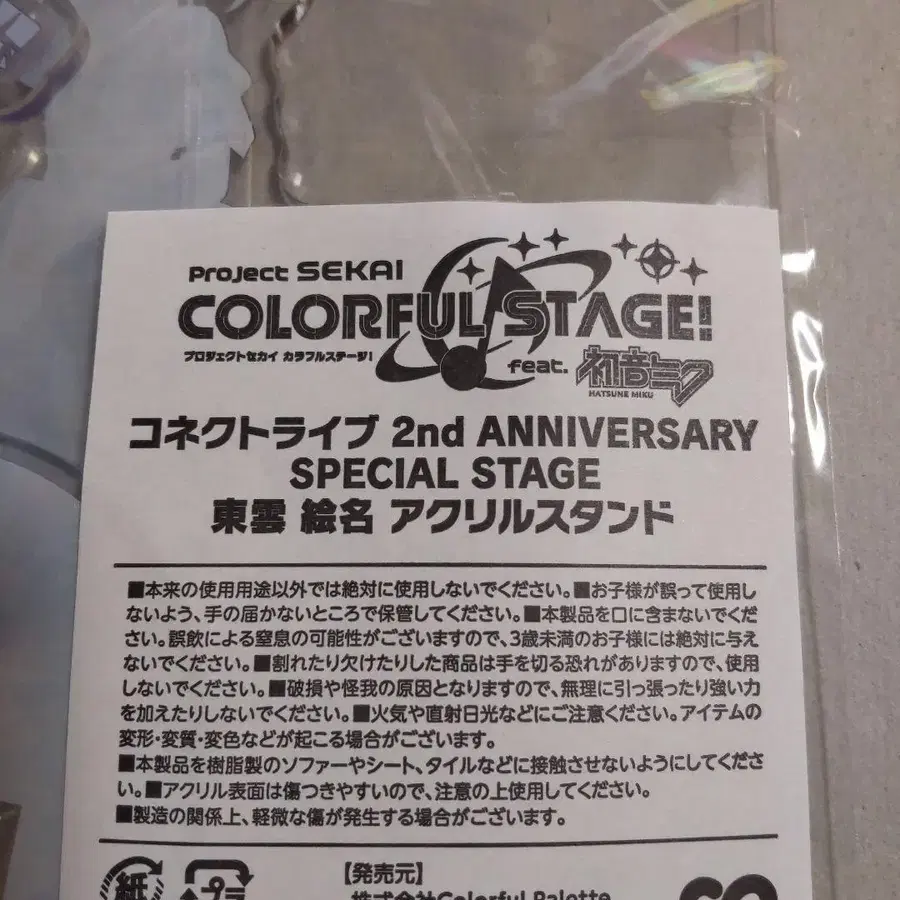 Project SEKAI
COLORFUL STAGE!
プロジェクトセカイ カラフルステージ!
feat. 初音ミク
HATSUNE MIKU
コネクトライブ 2nd ANNIVERSARY
SPECIAL STAGE
東雲 絵名 アクリルスタンド
■本来の使用用途以外では絶対に使用しないでください。■お子様が誤って使用し
ないよう、手の届かないところで保管してください。■本製品を口に含まないでくだ
さい。誤飲による窒息の可能性がございますので、3歳未満のお子様には絶対に与え
ないでください。■割れたり欠けたりした商品は手を切る恐れがありますので、使用
しないでください。■破損や怪我の原因となりますので、無理に引っ張ったり強い力
を加えたりしないでください。■火気や直射日光などにご注意ください。アイテムの
変形・変質・変色などが起こる場合がございます。
■本製品を樹脂製のソファーやシート、タイルなどに接触させないようにしてくださ
い。■アクリル表面は傷つきやすいので、注意の上使用してください。
■製造の関係上、軽微な傷が発生する場合がございます。
紙
プラ
【発売元】
株式会社Colorful Palette